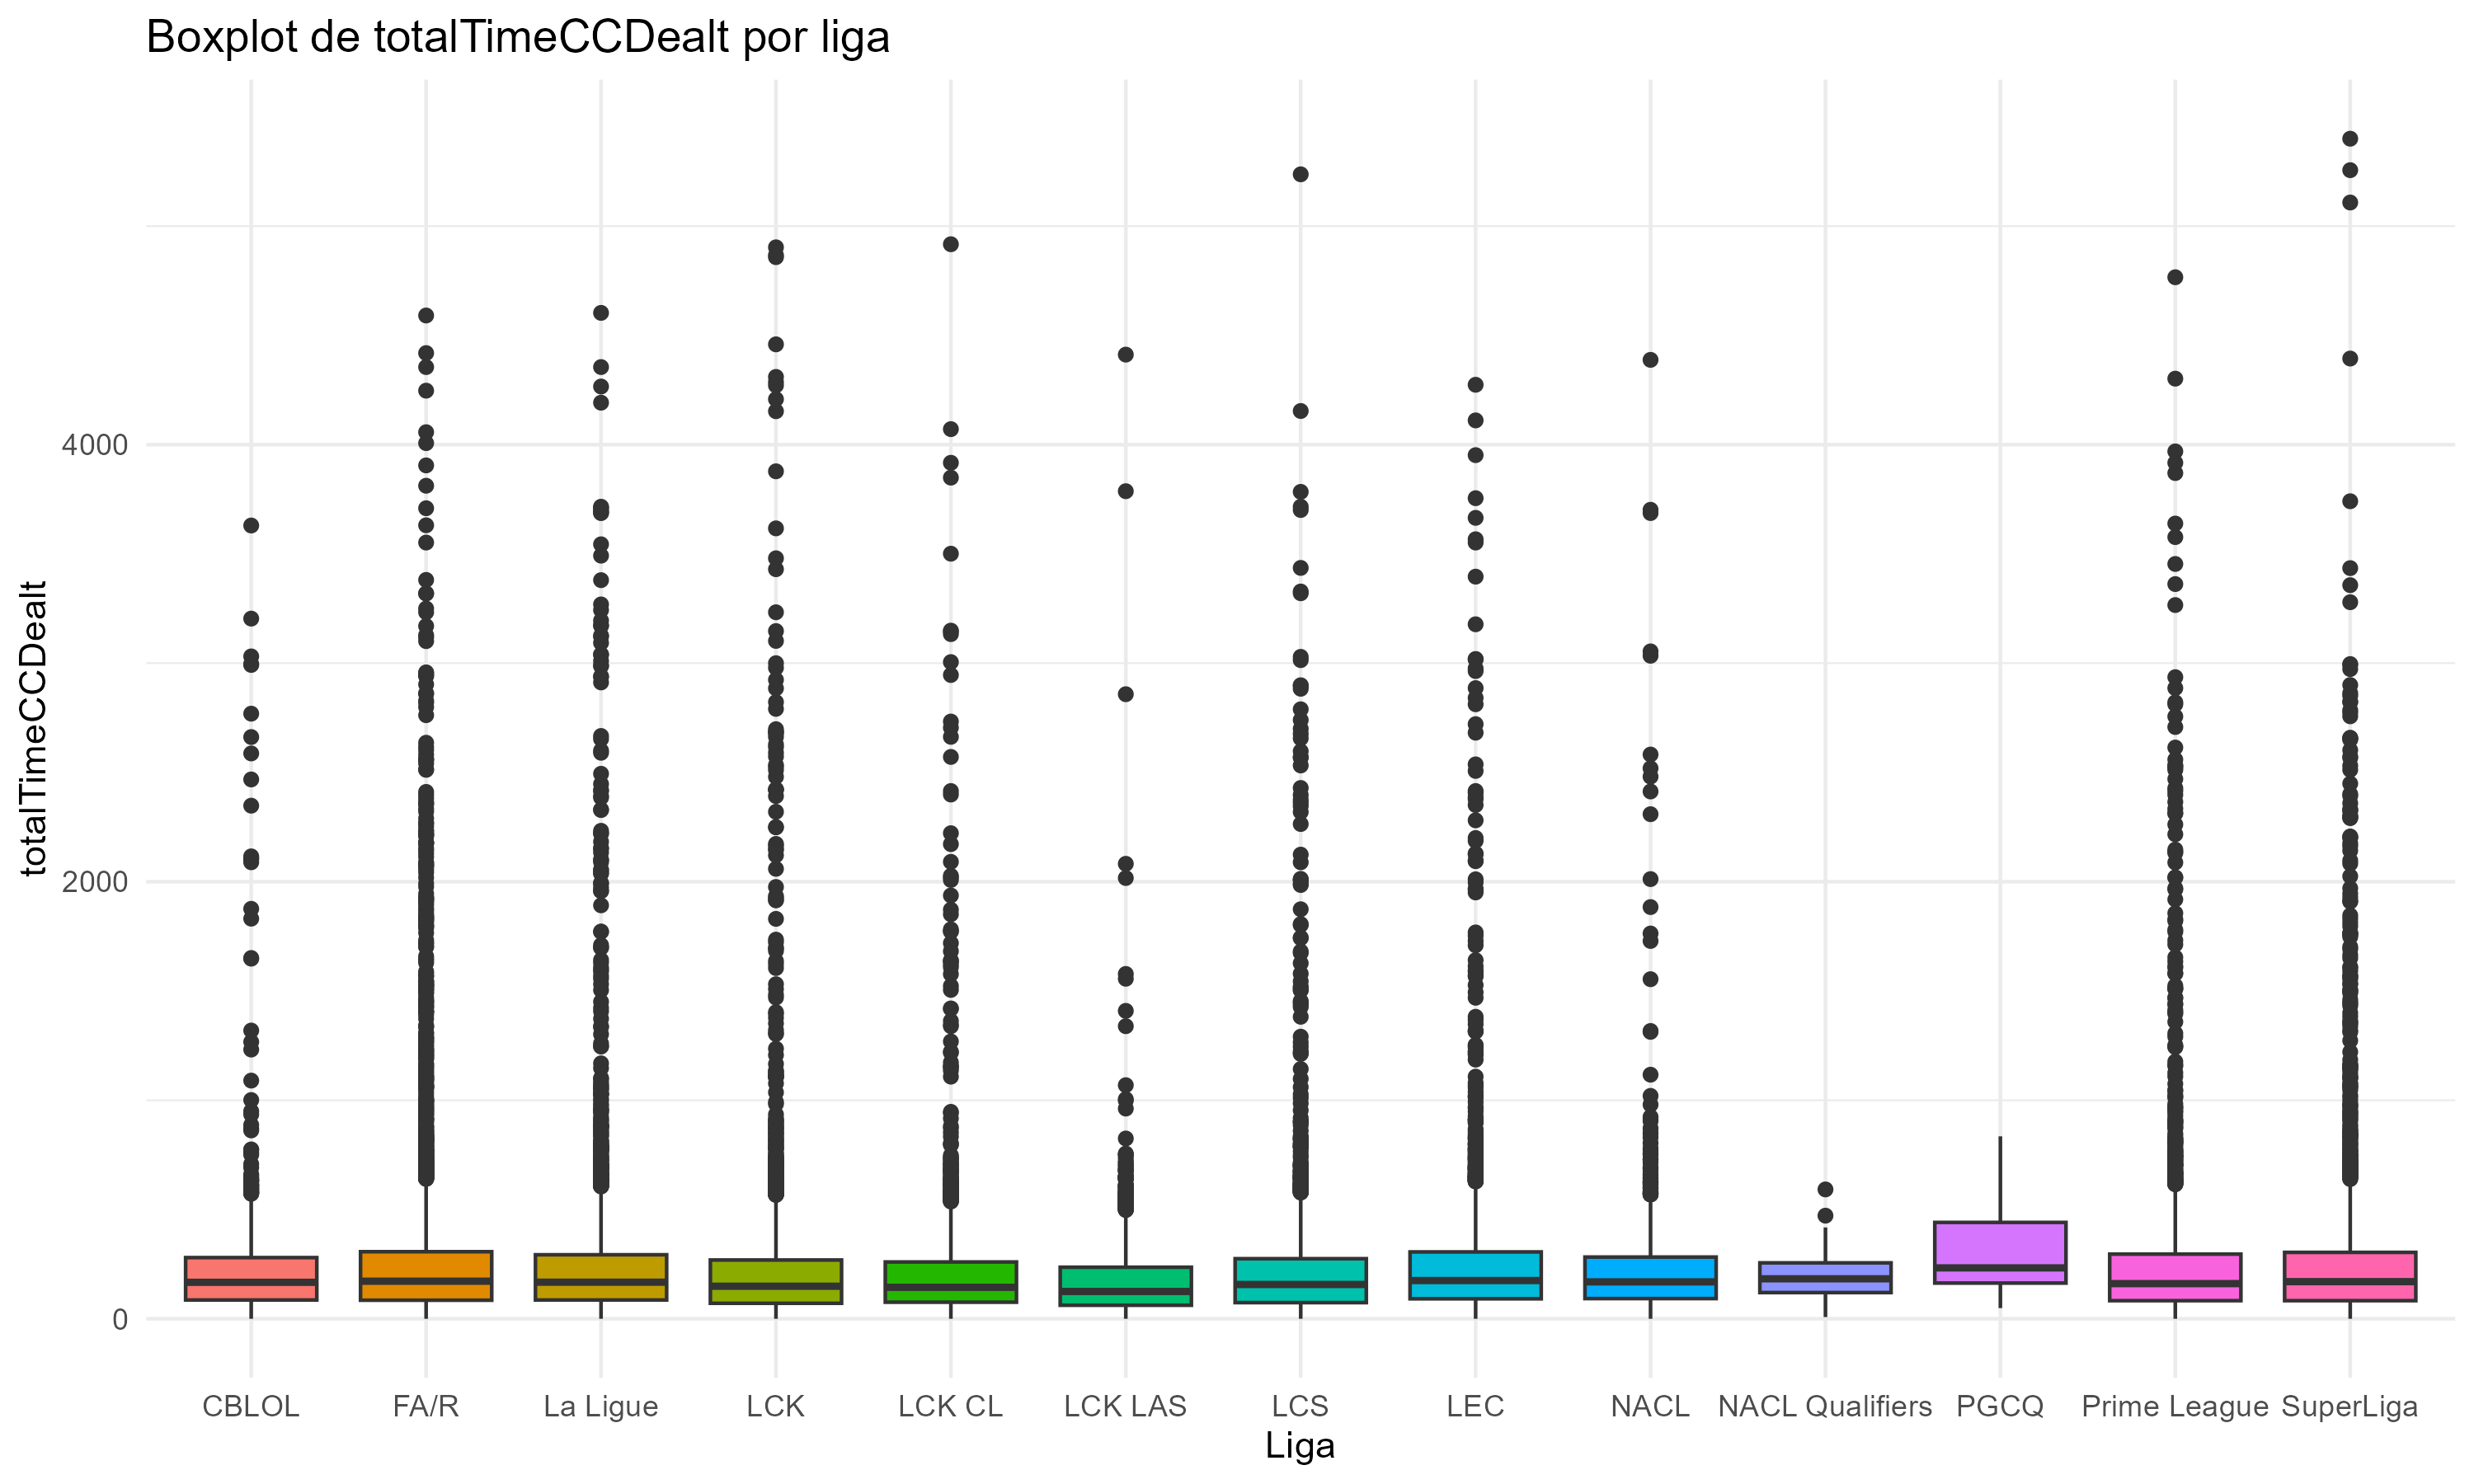 Boxplot de totalTimeCCDealt por liga
totalTimeCCDealt
4000
2000
0
CBLOL FA/R La Ligue LCK LCK CL LCK LAS LCS LEC NACL NACL Qualifiers PGCQ Prime League SuperLiga
Liga